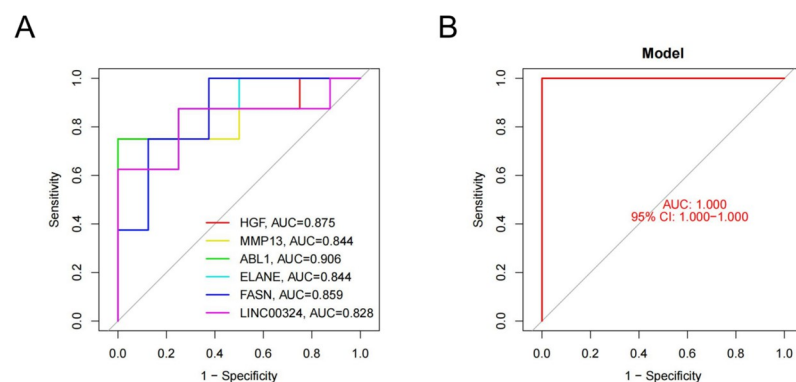 A
1.0
0.8
0.6
0.4
0.2
0.0
Sensitivity
HGF, AUC=0.875
MMP13, AUC=0.844
ABL1, AUC=0.906
ELANE, AUC=0.844
FASN, AUC=0.859
LINC00324, AUC=0.828
0.0 0.2 0.4 0.6 0.8 1.0
1 - Specificity
B
Model
1.0
0.8
0.6
0.4
0.2
0.0
Sensitivity
AUC: 1.000
95% CI: 1.000-1.000
0.0 0.2 0.4 0.6 0.8 1.0
1 - Specificity